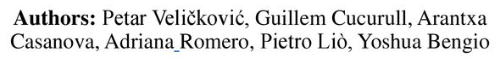 Authors: Petar Veličković, Guillem Cucurull, Arantxa
Casanova, Adriana Romero, Pietro Liò, Yoshua Bengio